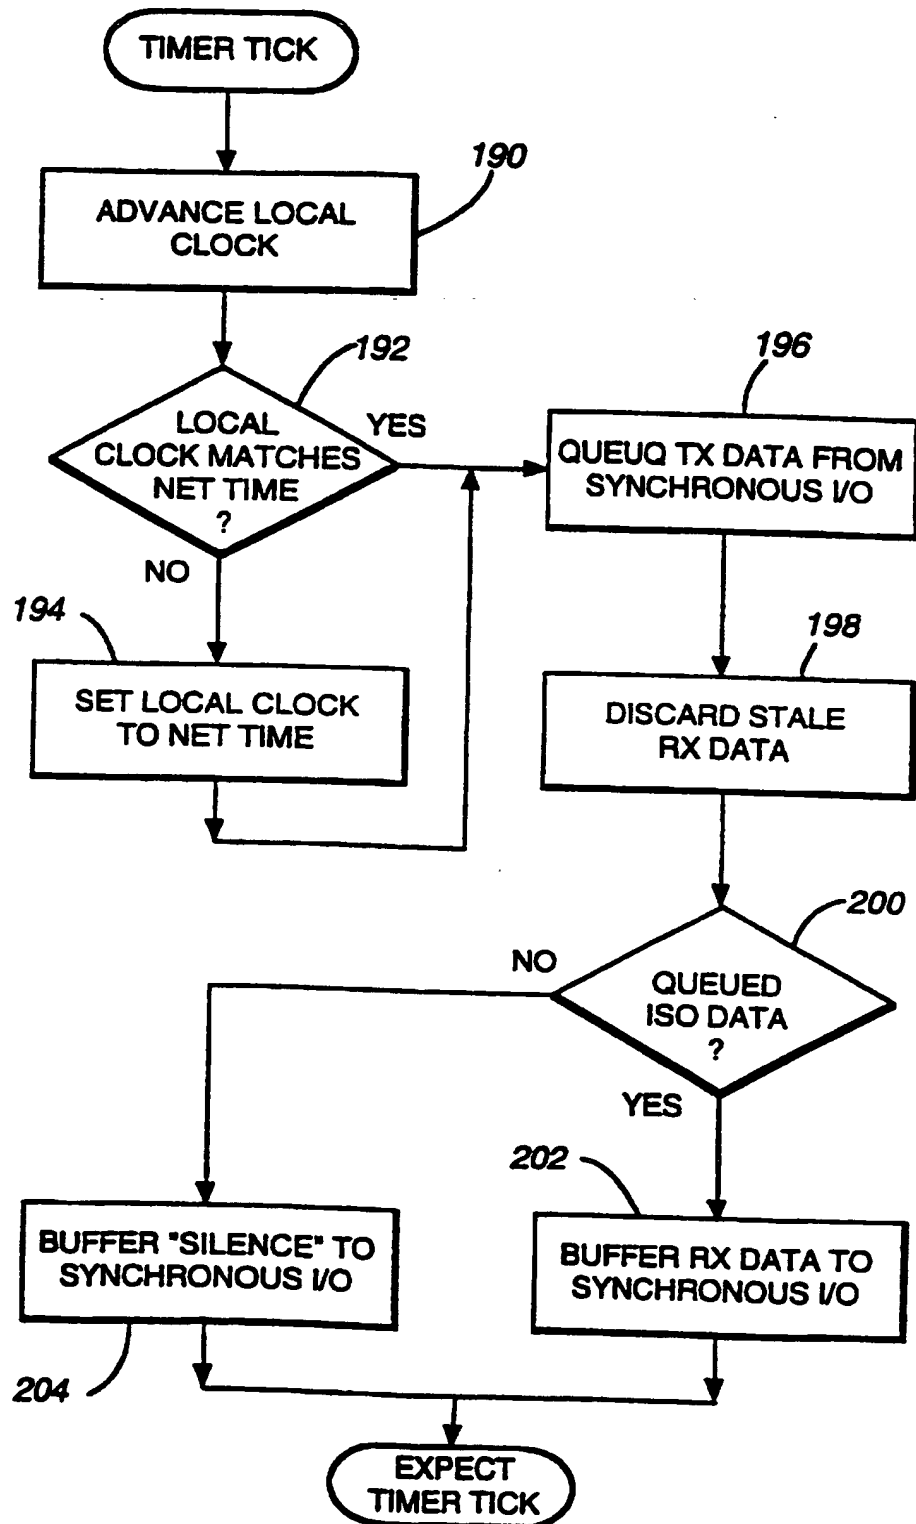 TIMER TICK
190
ADVANCE LOCAL
CLOCK
192
LOCAL
CLOCK MATCHES
NET TIME
?
YES
NO
196
QUEUQ TX DATA FROM
SYNCHRONOUS I/O
194
SET LOCAL CLOCK
TO NET TIME
198
DISCARD STALE
RX DATA
200
QUEUED
ISO DATA
?
NO
YES
202
BUFFER "SILENCE" TO
SYNCHRONOUS I/O
204
BUFFER RX DATA TO
SYNCHRONOUS I/O
EXPECT
TIMER TICK